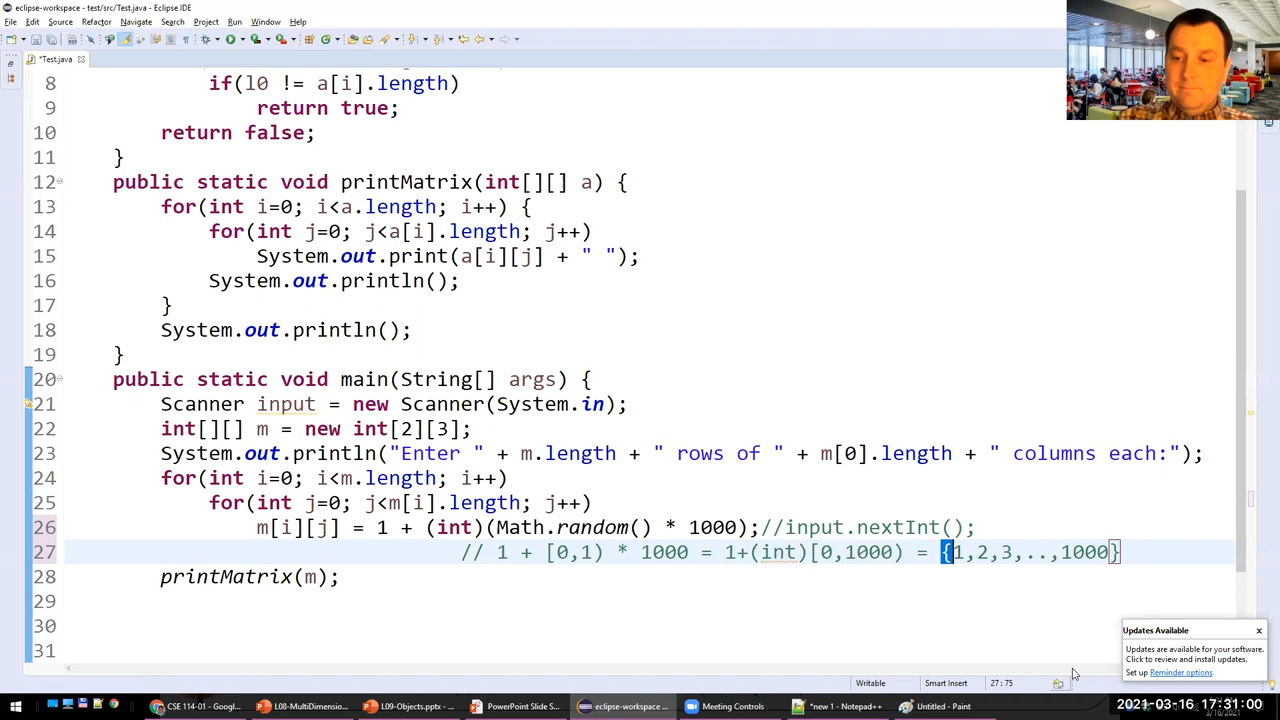 eclipse-workspace - test/src/Test.java - Eclipse IDE
File Edit Source Refactor Navigate Search Project Run Window Help
*Test.java
8 if(l0 != a[i].length)
9 return true;
10 return false;
11 }
12 public static void printMatrix(int[][] a) {
13 for(int i=0; i<a.length; i++) {
14 for(int j=0; j<a[i].length; j++)
15 System.out.print(a[i][j] + " ");
16 System.out.println();
17 }
18 System.out.println();
19 }
20 public static void main(String[] args) {
21 Scanner input = new Scanner(System.in);
22 int[][] m = new int[2][3];
23 System.out.println("Enter " + m.length + " rows of " + m[0].length + " columns each:");
24 for(int i=0; i<m.length; i++)
25 for(int j=0; j<m[i].length; j++)
26 m[i][j] = 1 + (int)(Math.random() * 1000);//input.nextInt();
27 // 1 + [0,1) * 1000 = 1+(int)[0,1000) = {1,2,3,..,1000}
28 printMatrix(m);
29
30
31
Updates Available
Updates are available for your software.
Click to review and install updates.
Set up Reminder options
Writable Smart Insert 27 : 75
CSE 114-01 - Googl... L08-MultiDimensio... L09-Objects.pptx - ... PowerPoint Slide S... eclipse-workspace ... Meeting Controls *new 1 - Notepad++ Untitled - Paint
2021-03-16 17:31:00